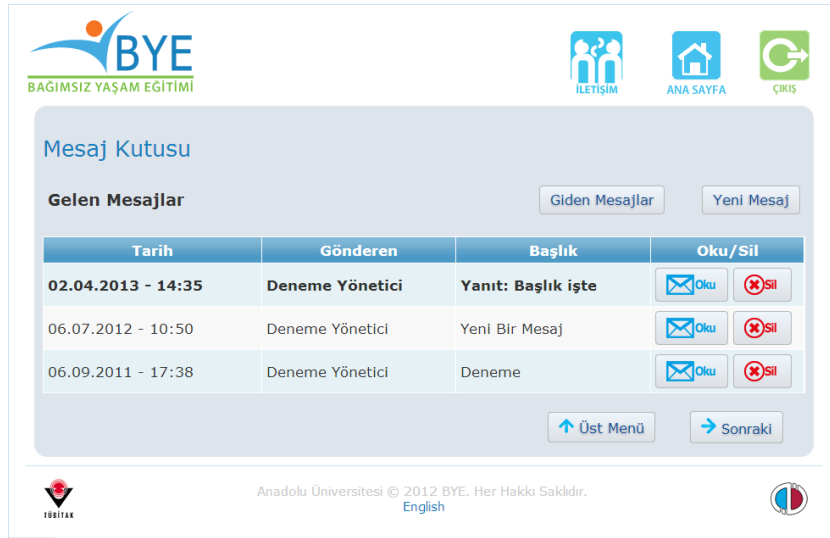 BYE
BAĞIMSIZ YAŞAM EĞİTİMİ
İLETİŞİM
ANA SAYFA
ÇIKIŞ
Mesaj Kutusu
Gelen Mesajlar
Giden Mesajlar
Yeni Mesaj
Tarih Gönderen Başlık Oku/Sil
02.04.2013 - 14:35 Deneme Yönetici Yanıt: Başlık işte Oku Sil
06.07.2012 - 10:50 Deneme Yönetici Yeni Bir Mesaj Oku Sil
06.09.2011 - 17:38 Deneme Yönetici Deneme Oku Sil
Üst Menü
Sonraki
TÜBİTAK
Anadolu Üniversitesi © 2012 BYE. Her Hakkı Saklıdır.
English